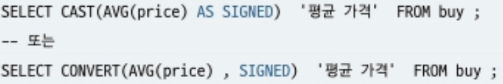 SELECT CAST(AVG(price) AS SIGNED)  '평균 가격'  FROM buy ;
-- 또는
SELECT CONVERT(AVG(price) , SIGNED)  '평균 가격'  FROM buy ;